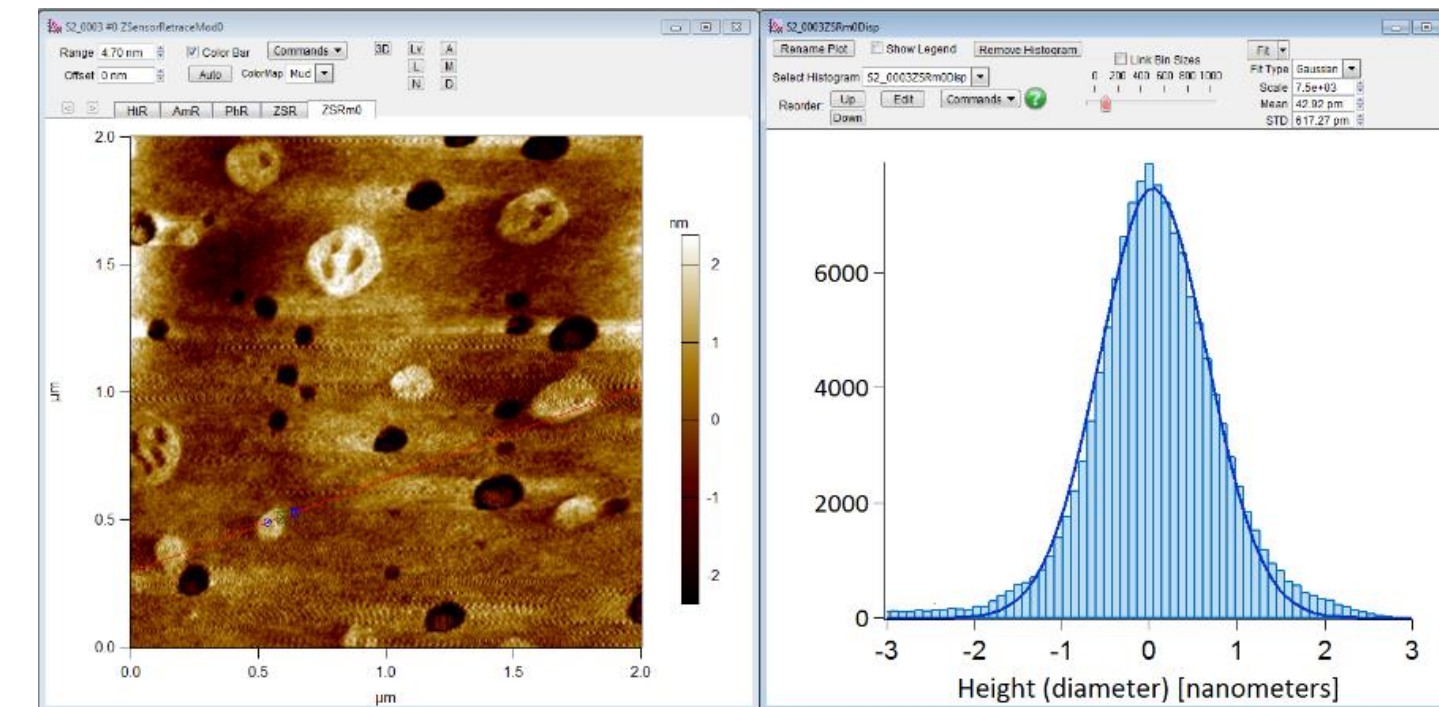 S2_0003 #0 ZSensorRetraceMod0
Range 4.70 nm Color Bar Commands 3D Lv A
Offset 0 nm Auto ColorMap Mud L M
N D
HtR AmR PhR ZSR ZSRm0
2.0
1.5
1.0
0.5
0.0
µm
0.0 0.5 1.0 1.5 2.0
µm
nm
2
1
0
-1
-2
S2_0003ZSRm0Disp
Rename Plot Show Legend Remove Histogram
Link Bin Sizes
Select Histogram S2_0003ZSRm0Disp
0 200 400 600 800 1000
Reorder: Up Edit Commands ?
Down
Fit
Fit Type Gaussian
Scale 7.5e+03
Mean 42.92 pm
STD 617.27 pm
6000
4000
2000
0
-3 -2 -1 0 1 2 3
Height (diameter) [nanometers]